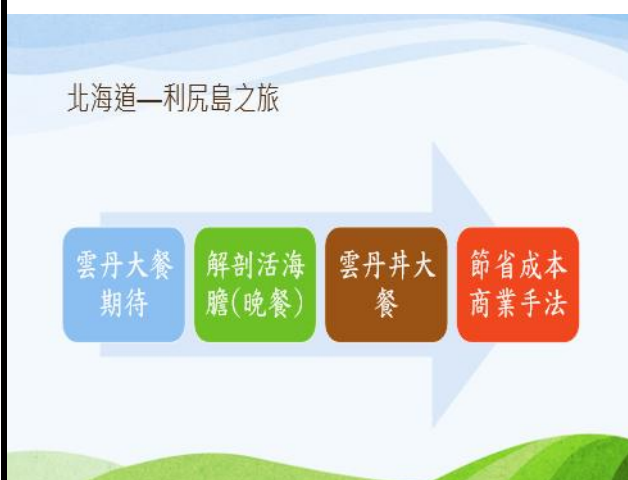 北海道—利尻島之旅
雲丹大餐
期待
解剖活海
膽(晚餐)
雲丹丼大
餐
節省成本
商業手法